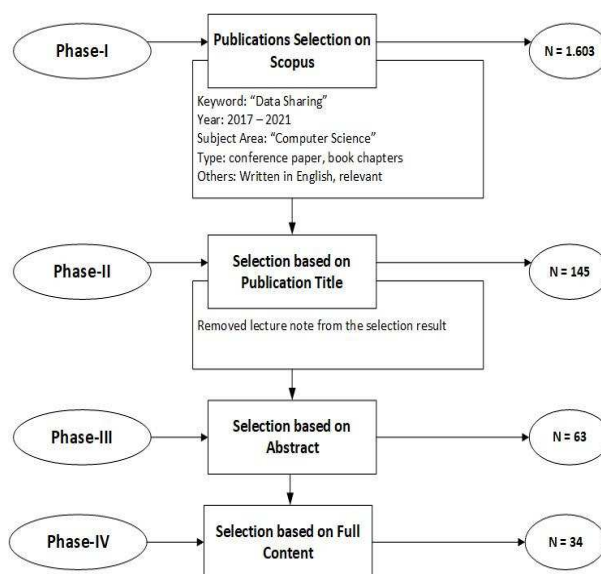 Phase-I
Publications Selection on
Scopus
N = 1.603
Keyword: “Data Sharing”
Year: 2017 – 2021
Subject Area: “Computer Science”
Type: conference paper, book chapters
Others: Written in English, relevant
Phase-II
Selection based on
Publication Title
N = 145
Removed lecture note from the selection result
Phase-III
Selection based on
Abstract
N = 63
Phase-IV
Selection based on Full
Content
N = 34